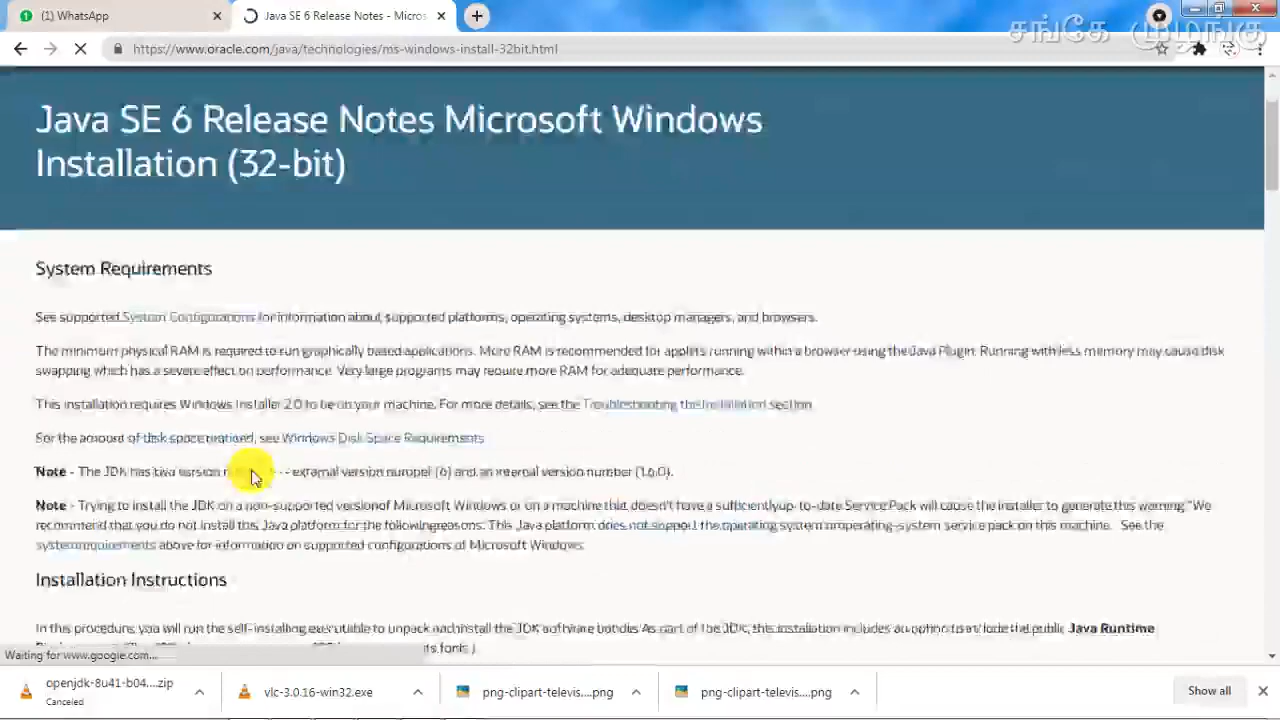 (1) WhatsApp
Java SE 6 Release Notes - Micros
சங்கே முழங்கு
https://www.oracle.com/java/technologies/ms-windows-install-32bit.html
Java SE 6 Release Notes Microsoft Windows
Installation (32-bit)
System Requirements
See supported System Configurations for information about supported platforms, operating systems, desktop managers, and browsers.
The minimum physical RAM is required to run graphically based applications. More RAM is recommended for applets running within a browser using the Java Plugin. Running with less memory may cause disk
swapping which has a severe effect on performance. Very large programs may require more RAM for adequate performance.
This installation requires Windows Installer 2.0 to be on your machine. For more details, see the Troubleshooting the Installation section.
For the amount of disk space required, see Windows Disk Space Requirements
Note - The JDK has two version - external version number (6) and an internal version number (1.6.0).
Note - Trying to install the JDK on a non-supported version of Microsoft Windows or on a machine that doesn't have a sufficiently up-to-date Service Pack will cause the installer to generate this warning "We
recommend that you do not install this Java platform for the following reasons: This Java platform does not support the operating system or operating-system service pack on this machine. See the
system requirements above for information on supported configurations of Microsoft Windows.
Installation Instructions
In this procedure, you will run the self-installing executable to unpack and install the JDK software bundle. As part of the JDK, this installation includes an option to include the public Java Runtime
Waiting for www.google.com...
openjdk-8u41-b04....zip
Canceled
vlc-3.0.16-win32.exe
png-clipart-televis....png
png-clipart-televis....png
Show all